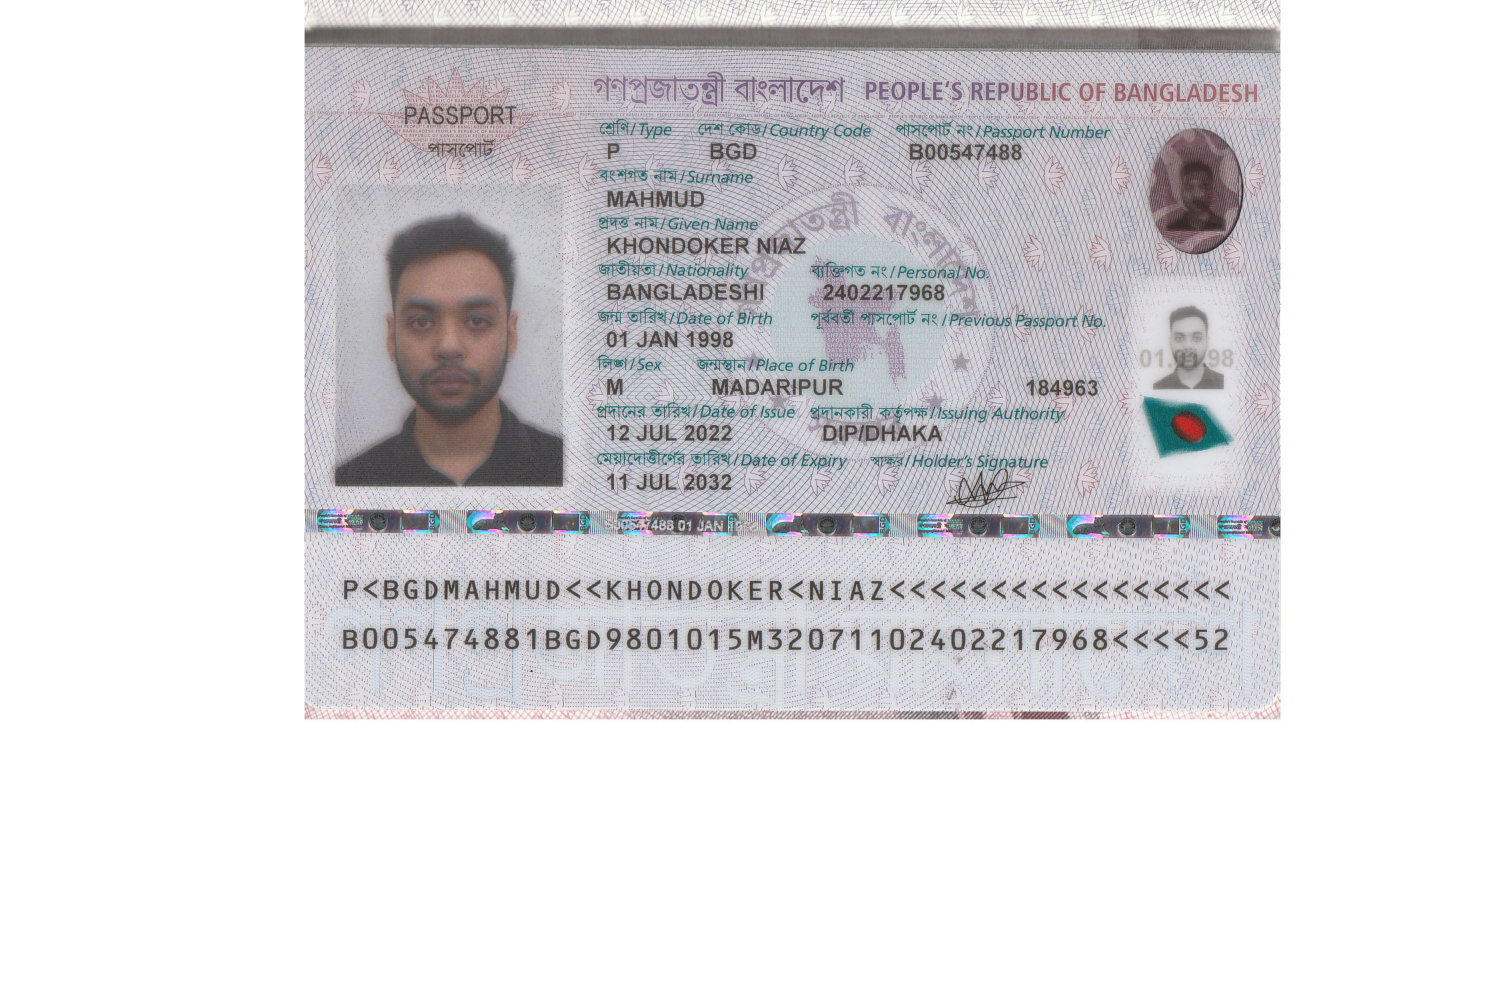 গণপ্রজাতন্ত্রী বাংলাদেশ PEOPLE'S REPUBLIC OF BANGLADESH
PASSPORT
পাসপোর্ট
শ্রেণি/Type দেশ কোড/Country Code পাসপোর্ট নং/Passport Number
P BGD B00547488
বংশগত নাম/Surname
MAHMUD
প্রদত্ত নাম/Given Name
KHONDOKER NIAZ
জাতীয়তা/Nationality ব্যক্তিগত নং/Personal No.
BANGLADESHI 2402217968
জন্ম তারিখ/Date of Birth পূর্ববর্তী পাসপোর্ট নং/Previous Passport No.
01 JAN 1998
01.01.98
লিঙ্গ/Sex জন্মস্থান/Place of Birth
M MADARIPUR 184963
প্রদানের তারিখ/Date of Issue প্রদানকারী কর্তৃপক্ষ/Issuing Authority
12 JUL 2022 DIP/DHAKA
মেয়াদোত্তীর্ণের তারিখ/Date of Expiry স্বাক্ষর/Holder's Signature
11 JUL 2032
B00547488 01 JAN
P<BGDMAHMUD<<KHONDOKER<NIAZ<<<<<<<<<<<<<<<<<
B005474881BGD9801015M32071102402217968<<<<52